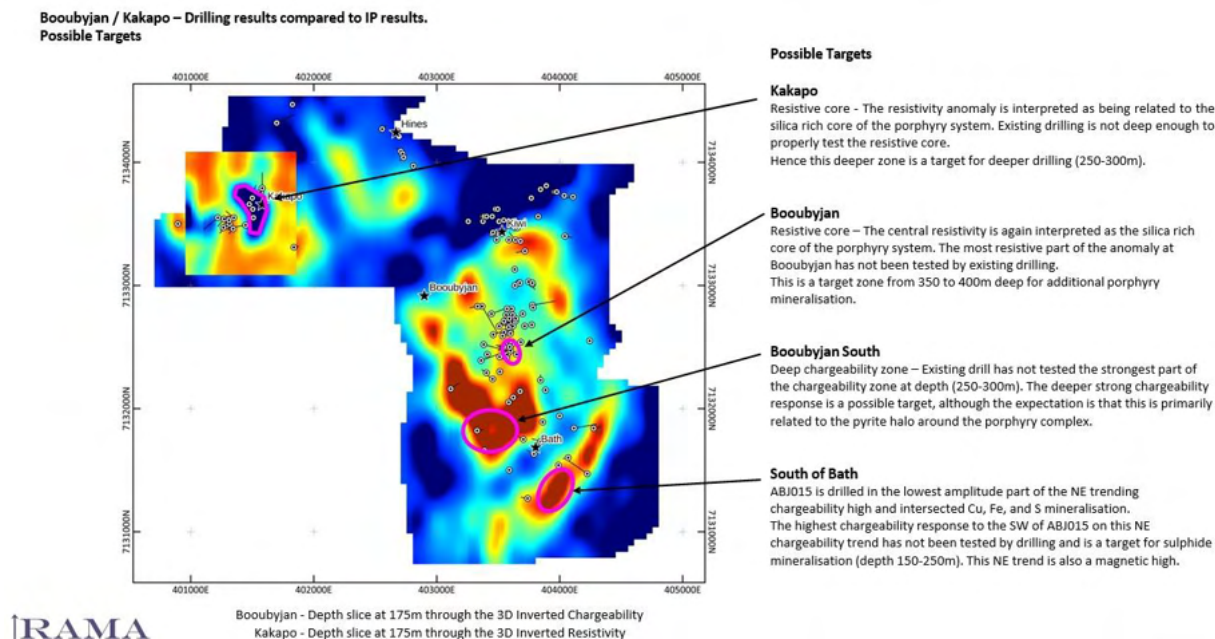 Booubyjan / Kakapo – Drilling results compared to IP results.
Possible Targets
401000E 402000E 403000E 404000E 405000E
7134000N
7133000N
7132000N
7131000N
Hines
Kakapo
Kiwi
Booubyjan
Bath
7134000N
7133000N
7132000N
7131000N
401000E 402000E 403000E 404000E 405000E
Possible Targets
Kakapo
Resistive core - The resistivity anomaly is interpreted as being related to the
silica rich core of the porphyry system. Existing drilling is not deep enough to
properly test the resistive core.
Hence this deeper zone is a target for deeper drilling (250-300m).
Booubyjan
Resistive core – The central resistivity is again interpreted as the silica rich
core of the porphyry system. The most resistive part of the anomaly at
Booubyjan has not been tested by existing drilling.
This is a target zone from 350 to 400m deep for additional porphyry
mineralisation.
Booubyjan South
Deep chargeability zone – Existing drill has not tested the strongest part of
the chargeability zone at depth (250-300m). The deeper strong chargeability
response is a possible target, although the expectation is that this is primarily
related to the pyrite halo around the porphyry complex.
South of Bath
ABJ015 is drilled in the lowest amplitude part of the NE trending
chargeability high and intersected Cu, Fe, and S mineralisation.
The highest chargeability response to the SW of ABJ015 on this NE
chargeability trend has not been tested by drilling and is a target for sulphide
mineralisation (depth 150-250m). This NE trend is also a magnetic high.
Booubyjan - Depth slice at 175m through the 3D Inverted Chargeability
Kakapo - Depth slice at 175m through the 3D Inverted Resistivity
RAMA